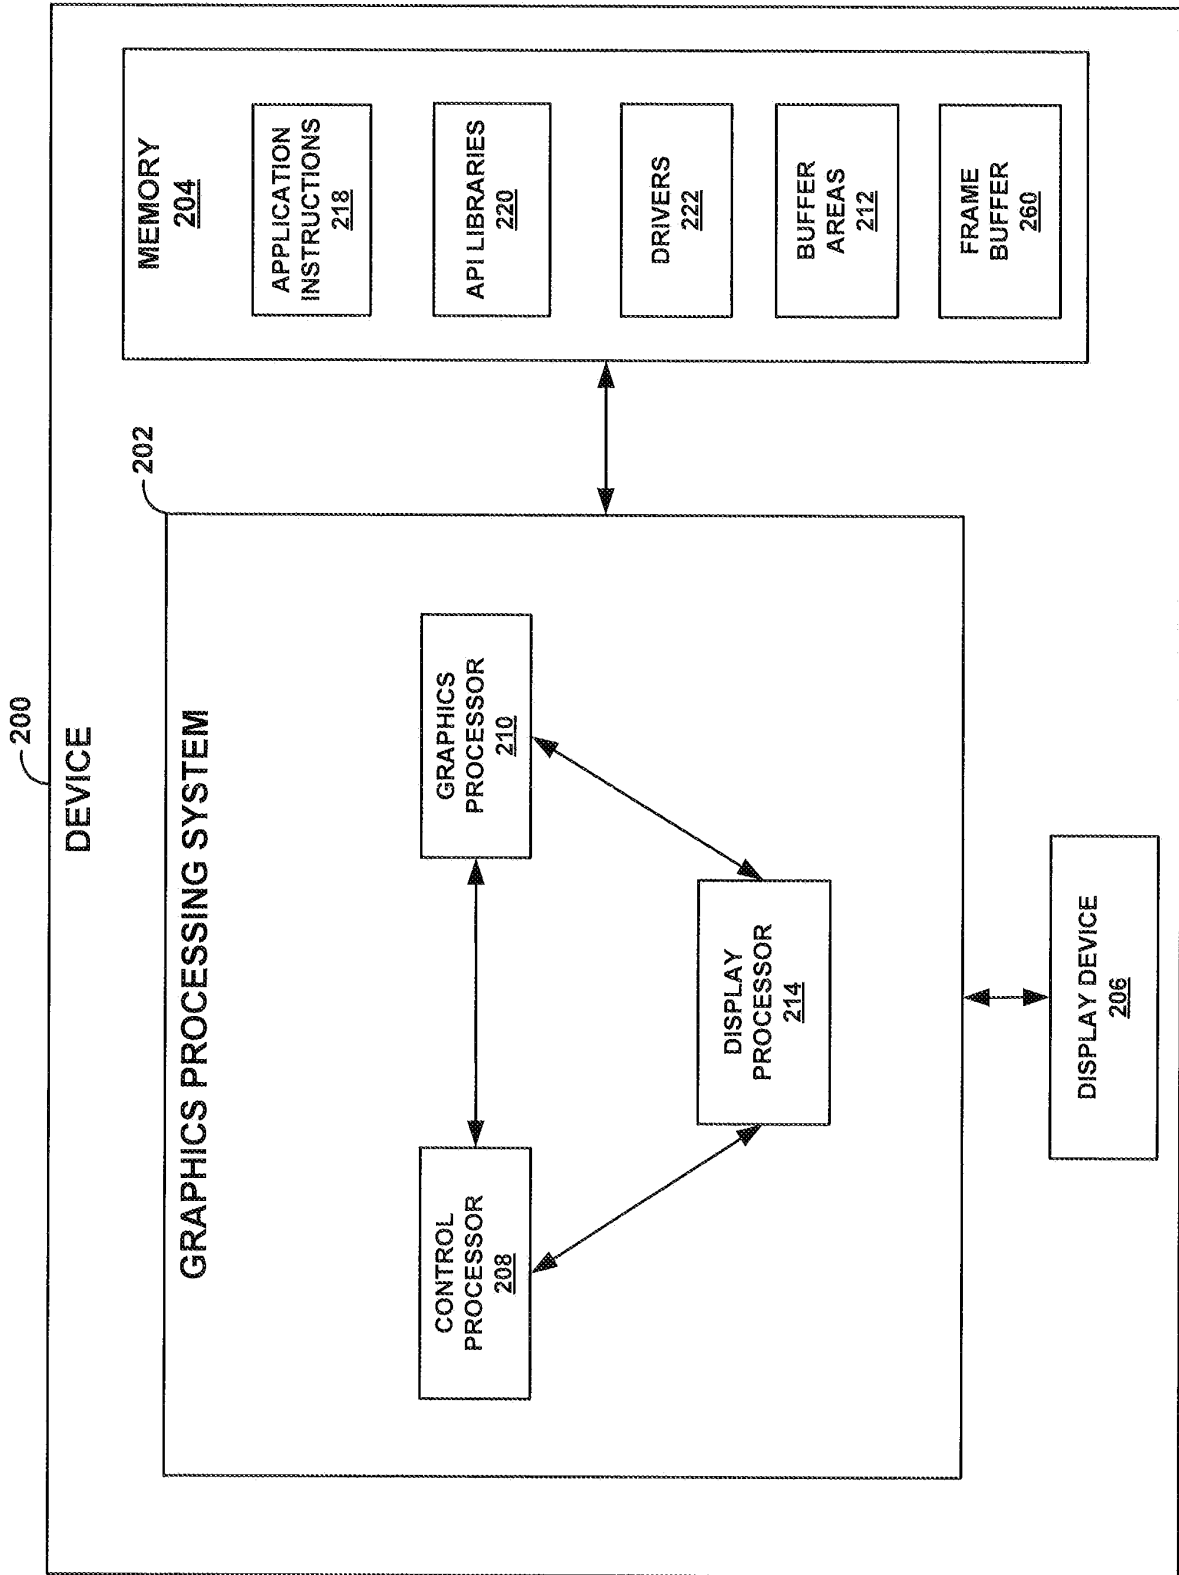 200
DEVICE
202
GRAPHICS PROCESSING SYSTEM
CONTROL
PROCESSOR
208
GRAPHICS
PROCESSOR
210
DISPLAY
PROCESSOR
214
DISPLAY DEVICE
206
MEMORY
204
APPLICATION
INSTRUCTIONS
218
API LIBRARIES
220
DRIVERS
222
BUFFER
AREAS
212
FRAME
BUFFER
260